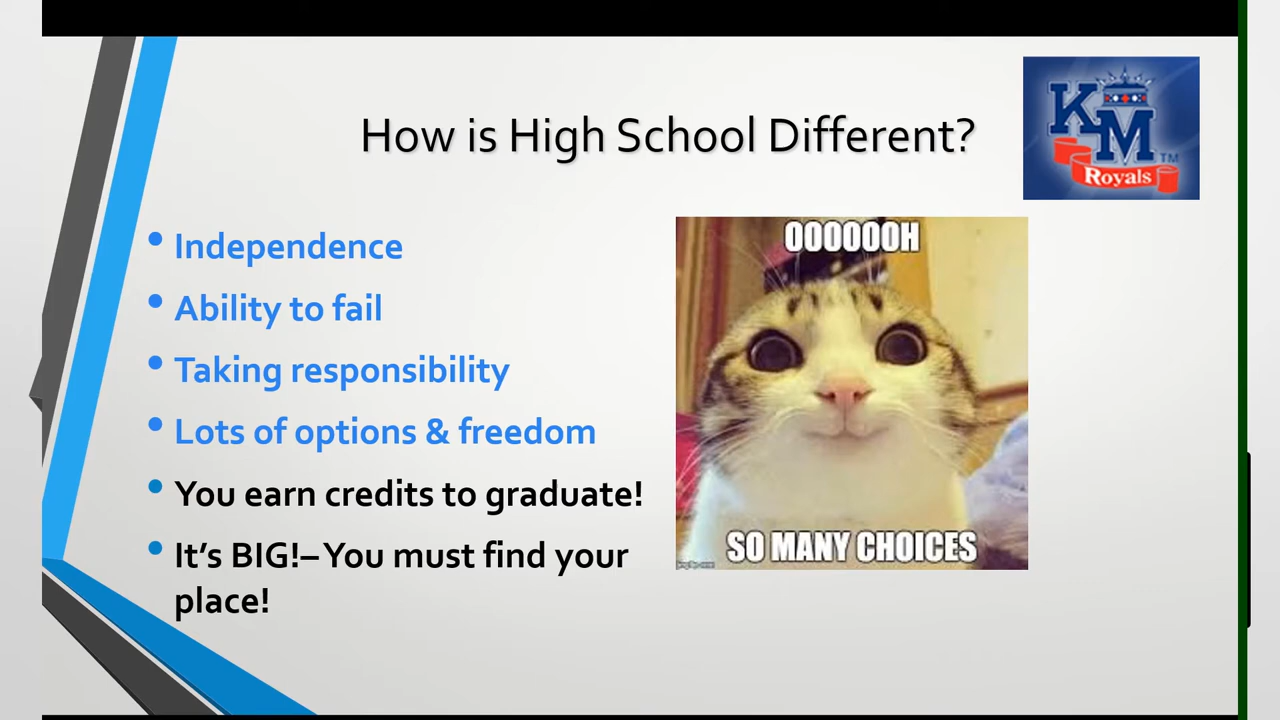 How is High School Different?
KM
TM
Royals
• Independence
• Ability to fail
• Taking responsibility
• Lots of options & freedom
• You earn credits to graduate!
• It’s BIG!–You must find your
place!
OOOOOOH
SO MANY CHOICES